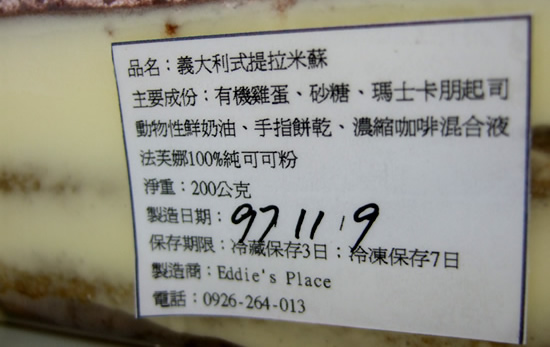 品名：義大利式提拉米蘇
主要成份：有機雞蛋、砂糖、瑪士卡朋起司
動物性鮮奶油、手指餅乾、濃縮咖啡混合液
法芙娜100%純可可粉
淨重：200公克
製造日期：97 11 19
保存期限：冷藏保存3日；冷凍保存7日
製造商：Eddie's Place
電話：0926-264-013